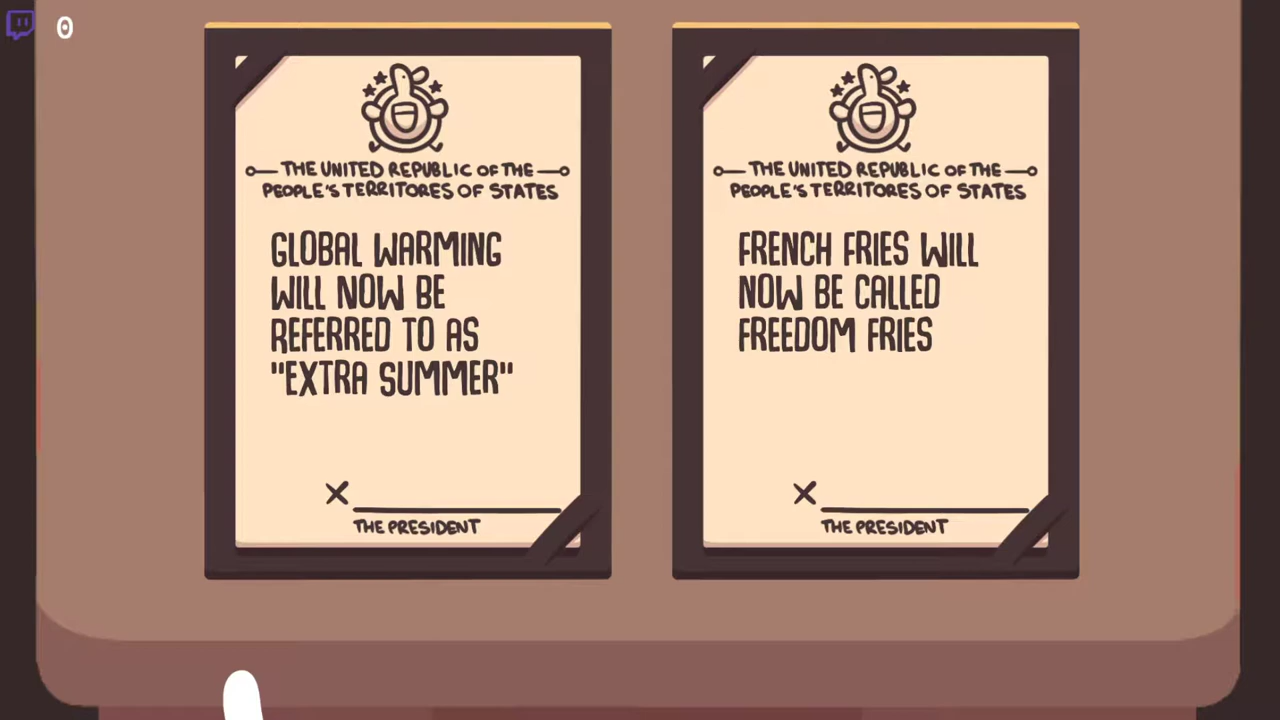 0
THE UNITED REPUBLIC OF THE
PEOPLE'S TERRITORES OF STATES
GLOBAL WARMING
WILL NOW BE
REFERRED TO AS
"EXTRA SUMMER"
X
THE PRESIDENT
THE UNITED REPUBLIC OF THE
PEOPLE'S TERRITORES OF STATES
FRENCH FRIES WILL
NOW BE CALLED
FREEDOM FRIES
X
THE PRESIDENT